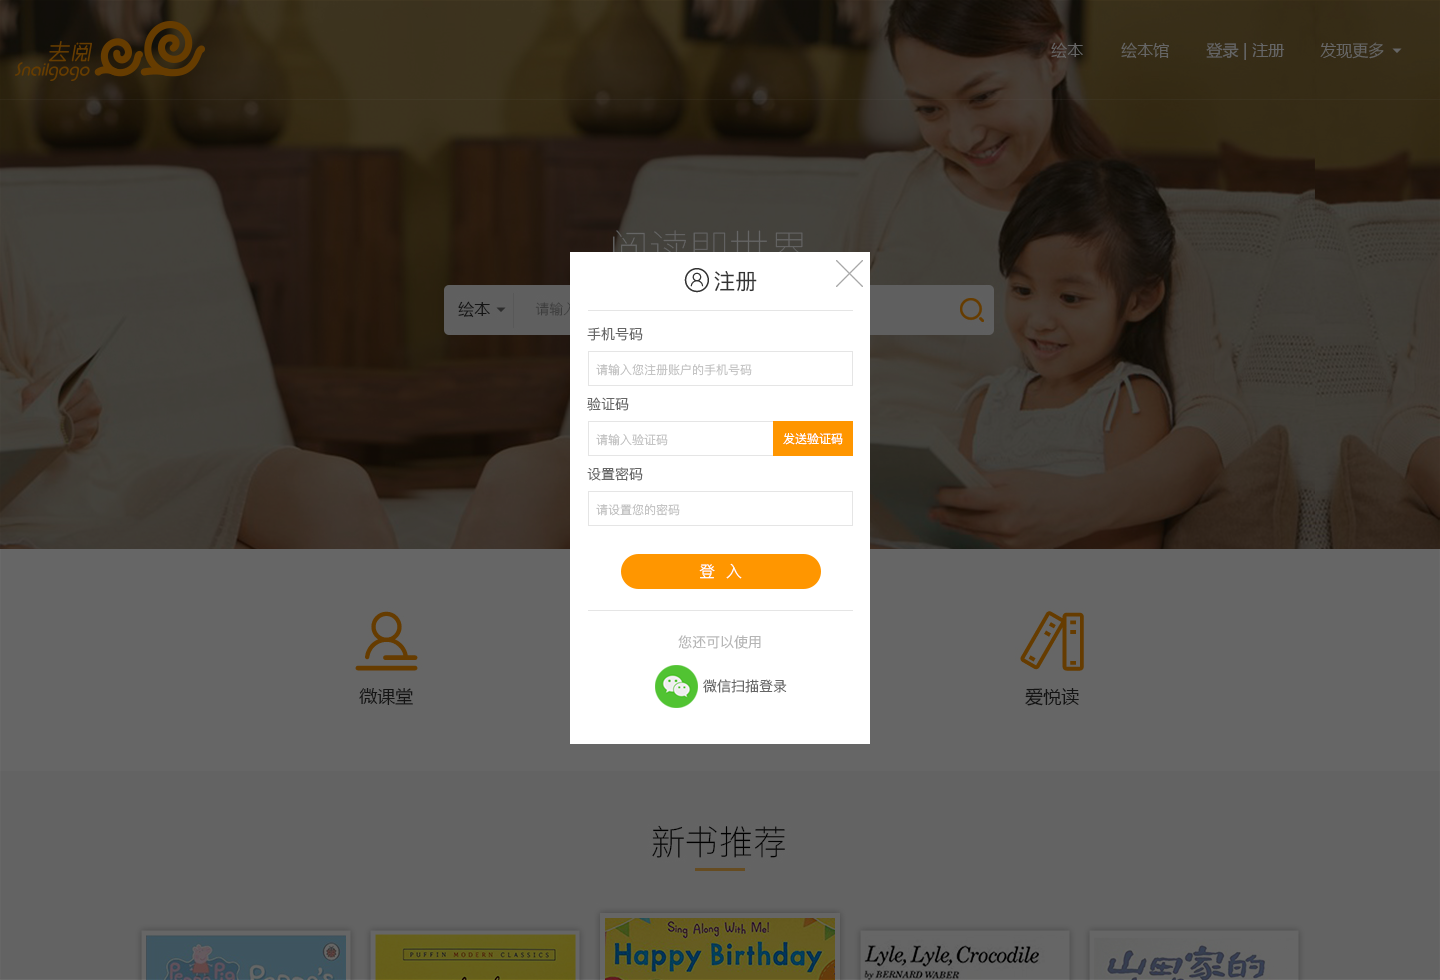 去阅
Snailgogo
绘本
绘本馆
登录 | 注册
发现更多
阅读即世界
绘本
请输入
注册
手机号码
请输入您注册账户的手机号码
验证码
请输入验证码
发送验证码
设置密码
请设置您的密码
登 入
您还可以使用
微信扫描登录
微课堂
爱悦读
新书推荐
Peppa Pig
Peppa's
PUFFIN MODERN CLASSICS
Sing Along With Me!
Happy Birthday
Lyle, Lyle, Crocodile
by BERNARD WABER
山田家的